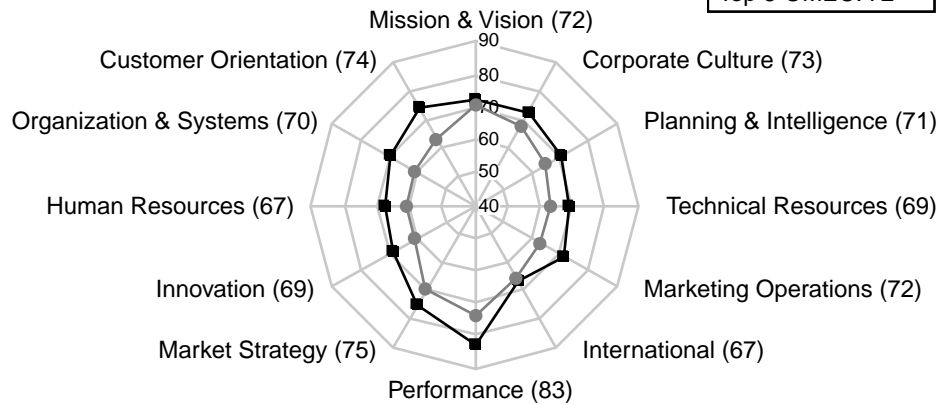 Mission & Vision (72)
90
Customer Orientation (74)
Corporate Culture (73)
80
70
Organization & Systems (70)
Planning & Intelligence (71)
60
50
Human Resources (67)
40
Technical Resources (69)
Innovation (69)
Marketing Operations (72)
Market Strategy (75)
International (67)
Performance (83)